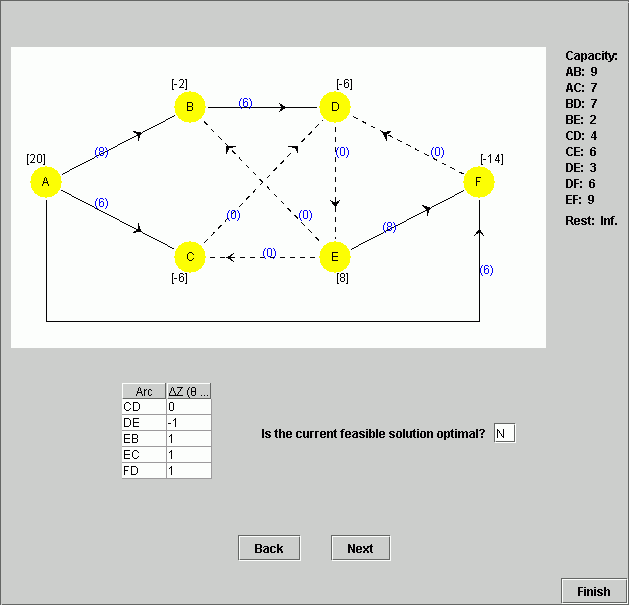 Capacity:
AB: 9
AC: 7
BD: 7
BE: 2
CD: 4
CE: 6
DE: 3
DF: 6
EF: 9
Rest: Inf.
[-2]
[-6]
B
(6)
D
(8)
(0)
(0)
[20]
[-14]
A
F
(6)
(0)
(0)
(8)
C
(0)
E
(6)
[-6]
[8]
Arc ΔZ (θ ...
CD 0
DE -1
EB 1
EC 1
FD 1
Is the current feasible solution optimal? N
Back Next
Finish